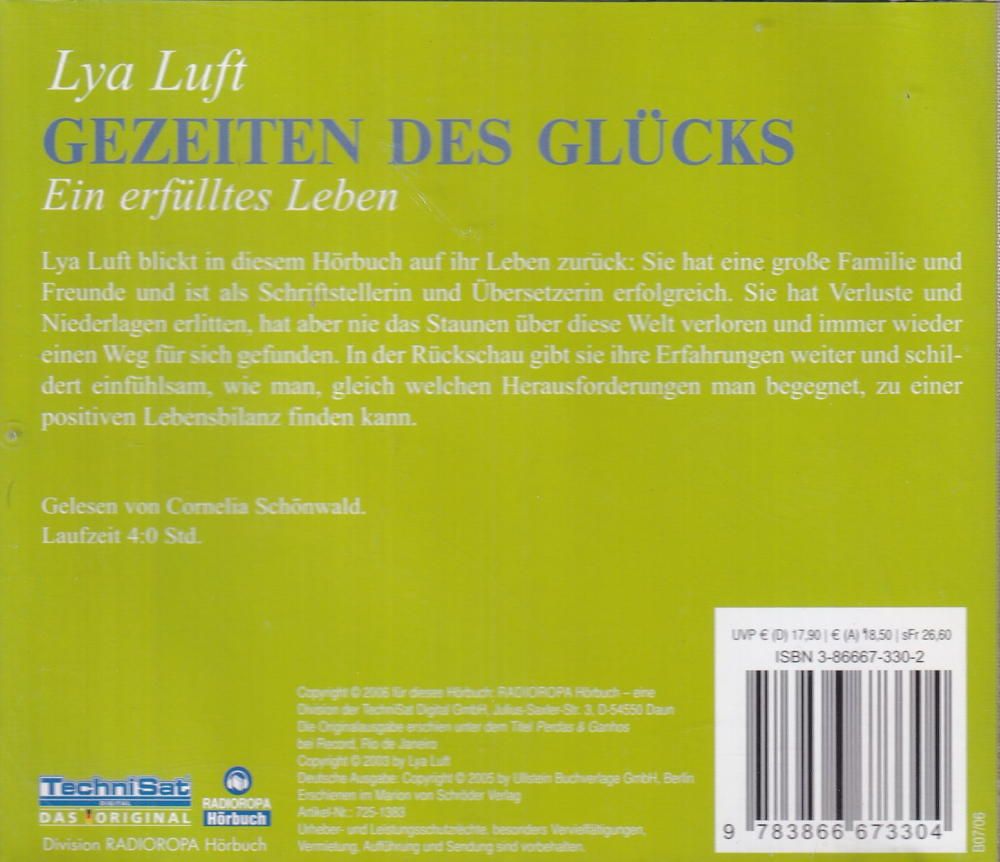 Lya Luft
GEZEITEN DES GLÜCKS
Ein erfülltes Leben
Lya Luft blickt in diesem Hörbuch auf ihr Leben zurück: Sie hat eine große Familie und
Freunde und ist als Schriftstellerin und Übersetzerin erfolgreich. Sie hat Verluste und
Niederlagen erlitten, hat aber nie das Staunen über diese Welt verloren und immer wieder
einen Weg für sich gefunden. In der Rückschau gibt sie ihre Erfahrungen weiter und schil-
dert einfühlsam, wie man, gleich welchen Herausforderungen man begegnet, zu einer
positiven Lebensbilanz finden kann.
Gelesen von Cornelia Schönwald.
Laufzeit 4:0 Std.
UVP € (D) 17,90 | € (A) 18,50 | sFr 26,60
ISBN 3-86667-330-2
9 783866 673304
B07/06
Copyright © 2006 für dieses Hörbuch: RADIOROPA Hörbuch – eine
Division der TechniSat Digital GmbH, Julius-Saxler-Str. 3, D-54550 Daun
Die Originalausgabe erschien unter dem Titel Perdas & Ganhos
bei Record, Rio de Janeiro
Copyright © 2003 by Lya Luft
Deutsche Ausgabe: Copyright © 2005 by Ullstein Buchverlage GmbH, Berlin
Erschienen im Marion von Schröder Verlag
Artikel-Nr.: 725-1383
Urheber- und Leistungsschutzrechte, besonders Vervielfältigungen,
Vermietung, Aufführung und Sendung sind vorbehalten.
TechniSat
DIGITAL
DAS ORIGINAL
RADIOROPA
Hörbuch
Division RADIOROPA Hörbuch